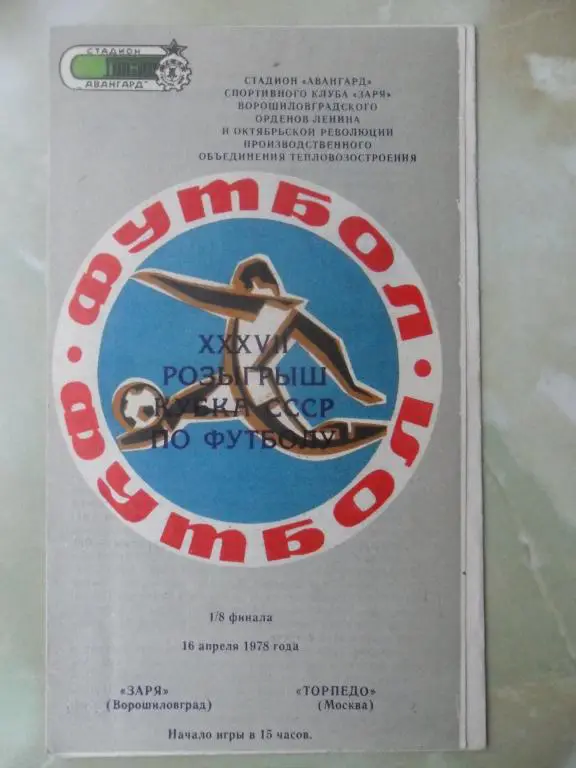 СТАДИОН
"АВАНГАРД"
СТАДИОН «АВАНГАРД»
СПОРТИВНОГО КЛУБА «ЗАРЯ»
ВОРОШИЛОВГРАДСКОГО
ОРДЕНОВ ЛЕНИНА
И ОКТЯБРЬСКОЙ РЕВОЛЮЦИИ
ПРОИЗВОДСТВЕННОГО
ОБЪЕДИНЕНИЯ ТЕПЛОВОЗОСТРОЕНИЯ
ФУТБОЛ · ФУТБОЛ ·
XXXVII
РОЗЫГРЫШ
КУБКА СССР
ПО ФУТБОЛУ
1/8 финала
16 апреля 1978 года
«ЗАРЯ» «ТОРПЕДО»
(Ворошиловград) (Москва)
Начало игры в 15 часов.